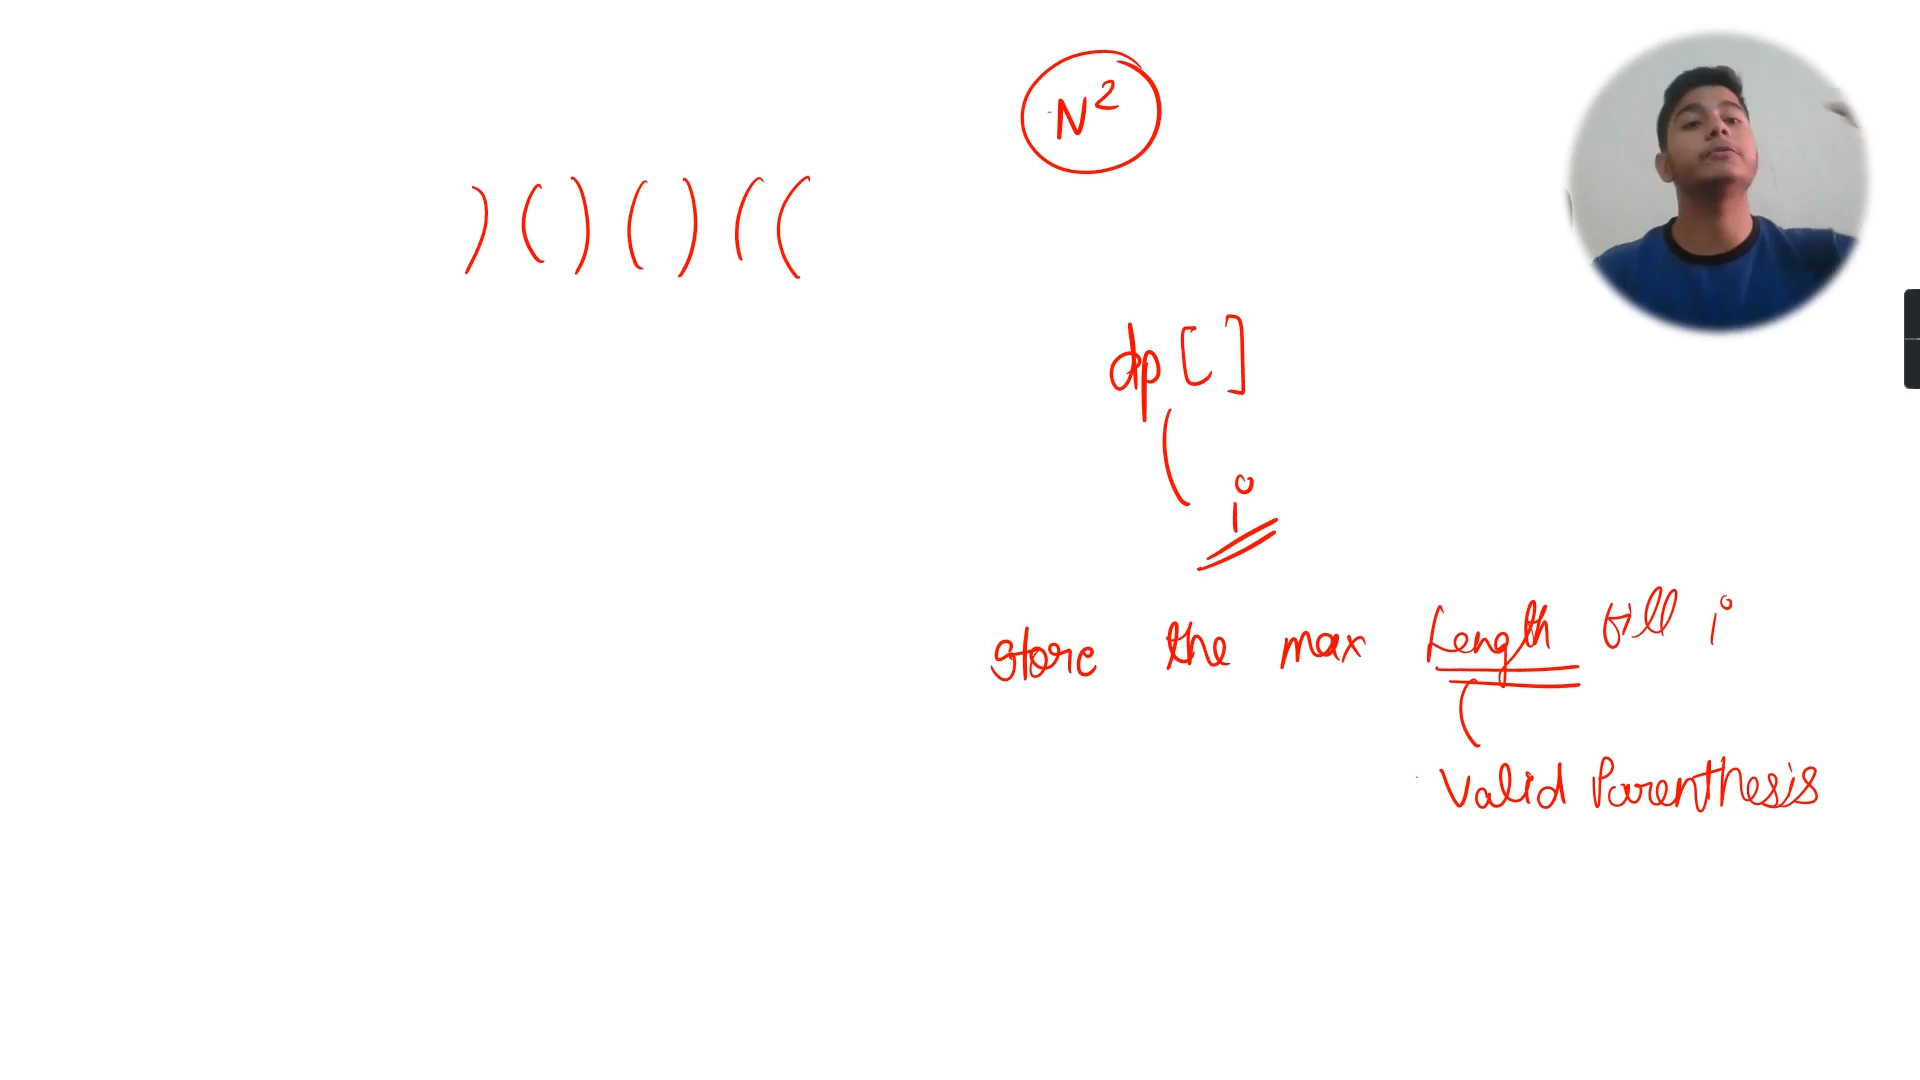 N²
) ( ) ( ) ( (
dp [ ]
i
store the max Length till i
Valid Parenthesis